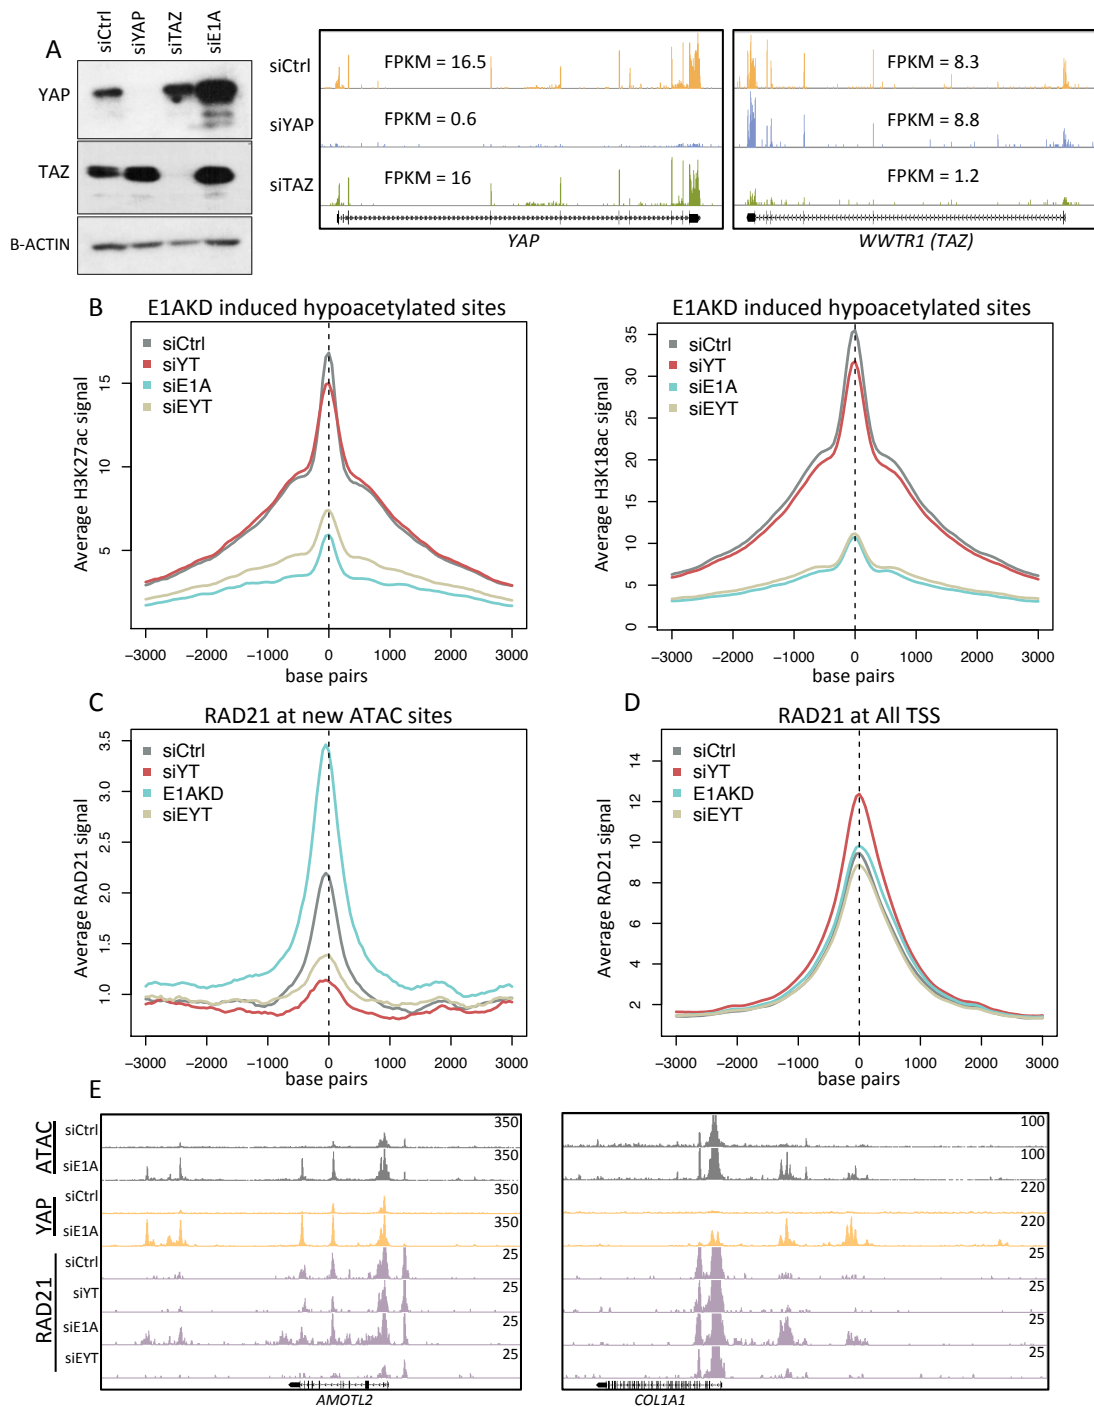 A
siCtrl
siYAP
siTAZ
siE1A
YAP
TAZ
B-ACTIN
siCtrl
FPKM = 16.5
FPKM = 8.3
siYAP
FPKM = 0.6
FPKM = 8.8
siTAZ
FPKM = 16
FPKM = 1.2
YAP
WWTR1 (TAZ)
B
E1AKD induced hypoacetylated sites
siCtrl
siYT
siE1A
siEYT
Average H3K27ac signal
15
10
5
−3000 −2000 −1000 0 1000 2000 3000
base pairs
E1AKD induced hypoacetylated sites
siCtrl
siYT
siE1A
siEYT
Average H3K18ac signal
35
30
25
20
15
10
5
0
−3000 −2000 −1000 0 1000 2000 3000
base pairs
C
RAD21 at new ATAC sites
siCtrl
siYT
E1AKD
siEYT
Average RAD21 signal
3.5
3.0
2.5
2.0
1.5
1.0
−3000 −2000 −1000 0 1000 2000 3000
base pairs
D
RAD21 at All TSS
siCtrl
siYT
E1AKD
siEYT
Average RAD21 signal
14
12
10
8
6
4
2
−3000 −2000 −1000 0 1000 2000 3000
base pairs
E
ATAC
siCtrl
350
100
siE1A
350
100
YAP
siCtrl
350
220
siE1A
350
220
RAD21
siCtrl
25
25
siYT
25
25
siE1A
25
25
siEYT
25
25
AMOTL2
COL1A1